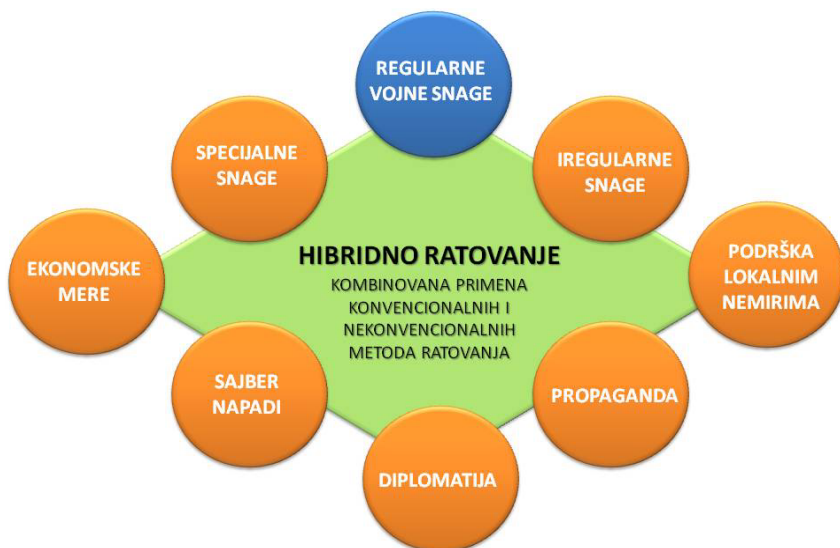 REGULARNE
VOJNE SNAGE
SPECIJALNE
SNAGE
IREGULARNE
SNAGE
EKONOMSKE
MERE
HIBRIDNO RATOVANJE
KOMBINOVANA PRIMENA
KONVENCIONALNIH I
NEKONVENCIONALNIH
METODA RATOVANJA
PODRŠKA
LOKALNIM
NEMIRIMA
SAJBER
NAPADI
PROPAGANDA
DIPLOMATIJA